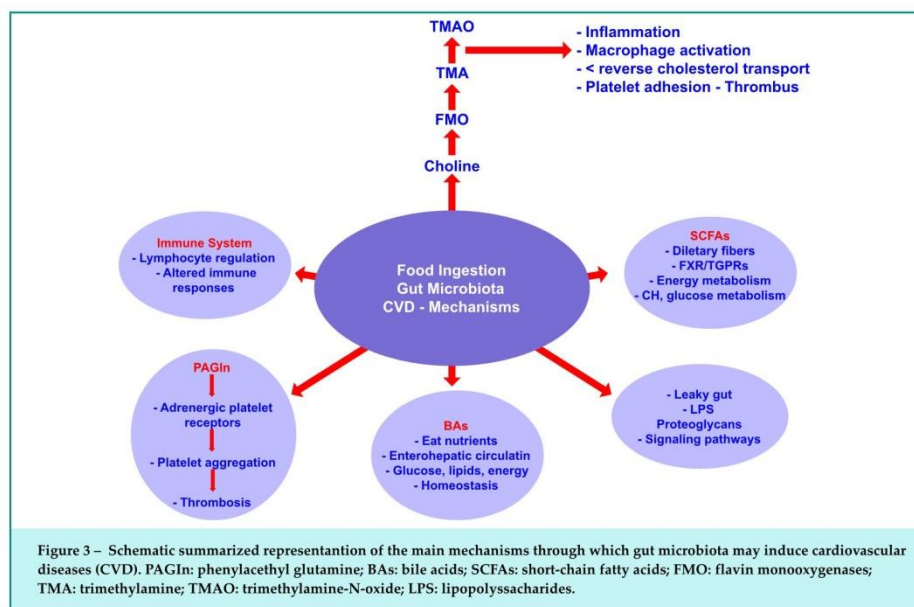 TMAO
- Inflammation
- Macrophage activation
- < reverse cholesterol transport
- Platelet adhesion - Thrombus
TMA
FMO
Choline
Immune System
- Lymphocyte regulation
- Altered immune
responses
Food Ingestion
Gut Microbiota
CVD - Mechanisms
SCFAs
- Diletary fibers
- FXR/TGPRs
- Energy metabolism
- CH, glucose metabolism
PAGIn
- Adrenergic platelet
receptors
- Platelet aggregation
- Thrombosis
BAs
- Eat nutrients
- Enterohepatic circulatin
- Glucose, lipids, energy
- Homeostasis
- Leaky gut
- LPS
Proteoglycans
- Signaling pathways
Figure 3 – Schematic summarized representantion of the main mechanisms through which gut microbiota may induce cardiovascular
diseases (CVD). PAGIn: phenylacethyl glutamine; BAs: bile acids; SCFAs: short-chain fatty acids; FMO: flavin monooxygenases;
TMA: trimethylamine; TMAO: trimethylamine-N-oxide; LPS: lipopolyssacharides.